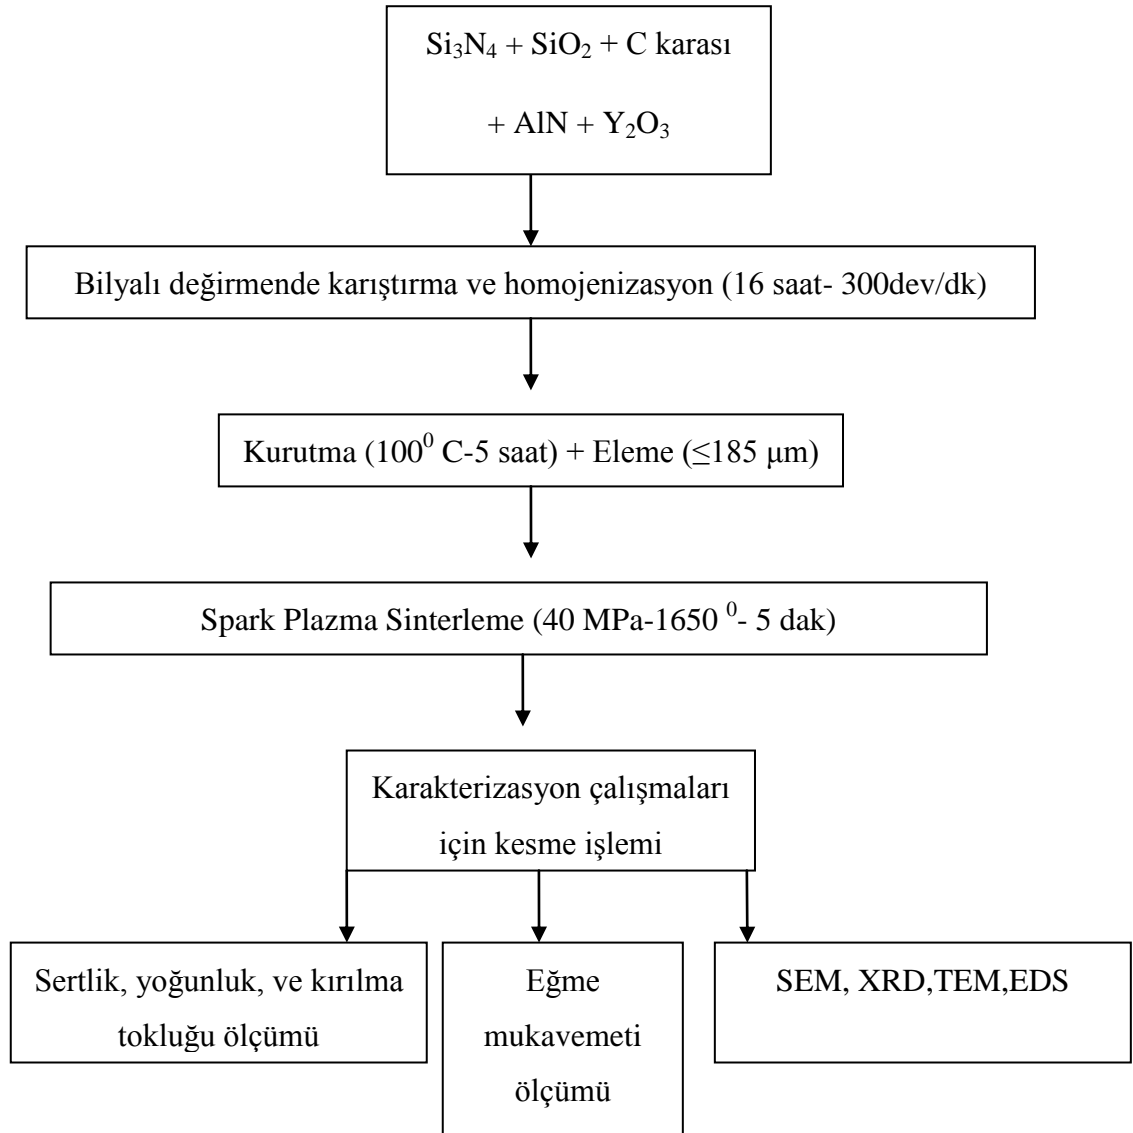 Si₃N₄ + SiO₂ + C karası
+ AlN + Y₂O₃
Bilyalı değirmende karıştırma ve homojenizasyon (16 saat- 300dev/dk)
Kurutma (100⁰ C-5 saat) + Eleme (≤185 μm)
Spark Plazma Sinterleme (40 MPa-1650 ⁰- 5 dak)
Karakterizasyon çalışmaları
için kesme işlemi
Sertlik, yoğunluk, ve kırılma
tokluğu ölçümü
Eğme
mukavemeti
ölçümü
SEM, XRD,TEM,EDS